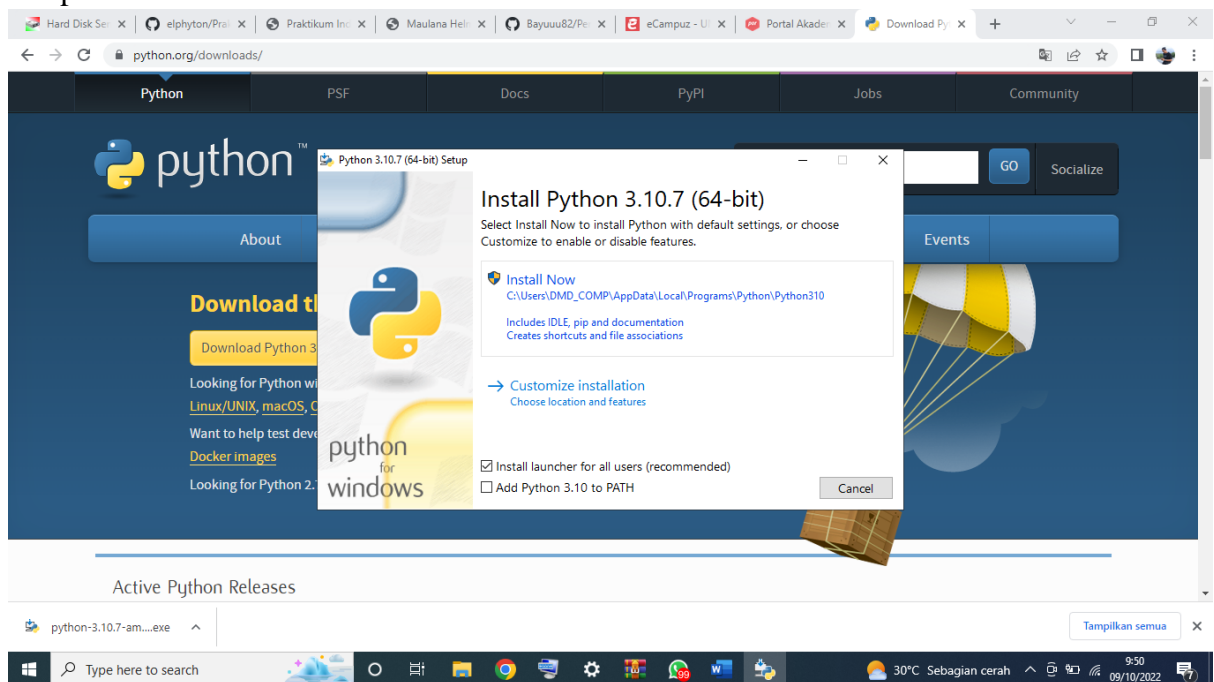 Hard Disk Ser
elphyton/Prak
Praktikum Ind
Maulana Helm
Bayuuu82/Pe
eCampuz - U
Portal Akader
Download Py
python.org/downloads/
Python
PSF
Docs
PyPI
Jobs
Community
python™
GO
Socialize
About
Events
Download t
Download Python 3
Looking for Python wi
Linux/UNIX, macOS,
Want to help test deve
Docker images
Looking for Python 2.
Python 3.10.7 (64-bit) Setup
Install Python 3.10.7 (64-bit)
Select Install Now to install Python with default settings, or choose
Customize to enable or disable features.
Install Now
C:\Users\DMD_COMP\AppData\Local\Programs\Python\Python310
Includes IDLE, pip and documentation
Creates shortcuts and file associations
Customize installation
Choose location and features
python
for
windows
Install launcher for all users (recommended)
Add Python 3.10 to PATH
Cancel
Active Python Releases
python-3.10.7-am....exe
Tampilkan semua
Type here to search
99
30°C Sebagian cerah
9:50
09/10/2022
7